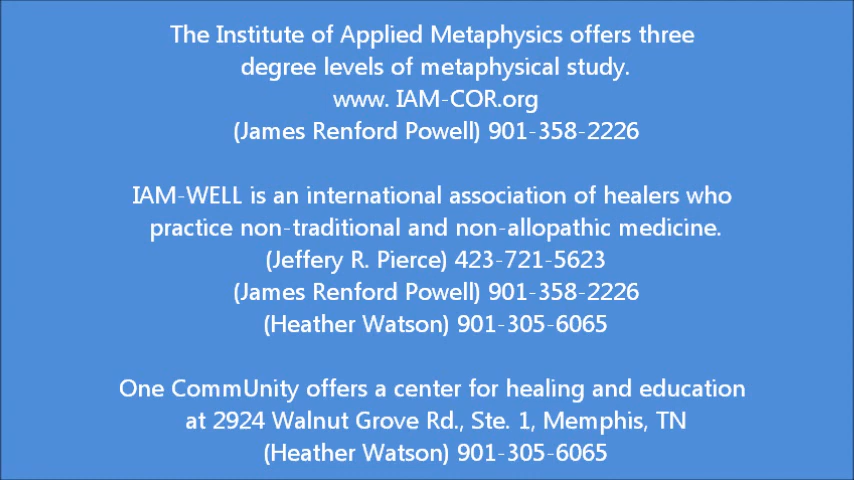 The Institute of Applied Metaphysics offers three
degree levels of metaphysical study.
www. IAM-COR.org
(James Renford Powell) 901-358-2226
IAM-WELL is an international association of healers who
practice non-traditional and non-allopathic medicine.
(Jeffery R. Pierce) 423-721-5623
(James Renford Powell) 901-358-2226
(Heather Watson) 901-305-6065
One CommUnity offers a center for healing and education
at 2924 Walnut Grove Rd., Ste. 1, Memphis, TN
(Heather Watson) 901-305-6065